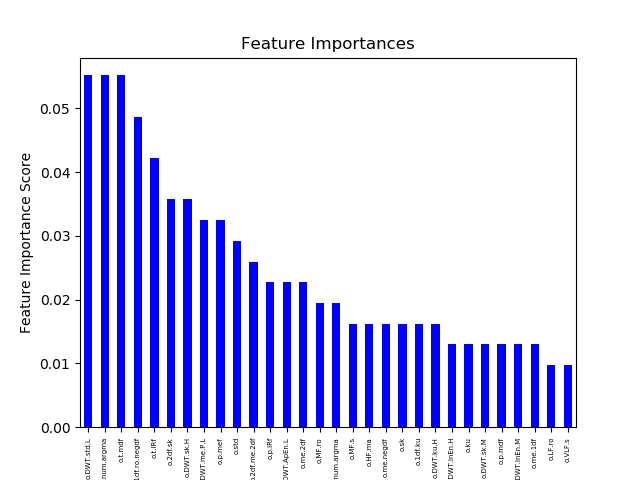 Feature Importances
Feature Importance Score
0.05
0.04
0.03
0.02
0.01
0.00
o.DWT.std.L
num.argma
o.t.mdf
1df.ro.negdf
o.t.IRf
o.2df.sk
o.DWT.sk.H
DWT.me.P.L
o.p.mef
o.std
.2df.me.2df
o.p.IRf
DWT.ApEn.L
o.me.2df
o.MF.ro
num.argma
o.MF.s
o.HF.ma
o.me.negdf
o.sk
o.1df.ku
o.DWT.ku.H
DWT.InEn.H
o.ku
o.DWT.sk.M
o.p.mdf
DWT.InEn.M
o.me.1df
o.LF.ro
o.VLF.s